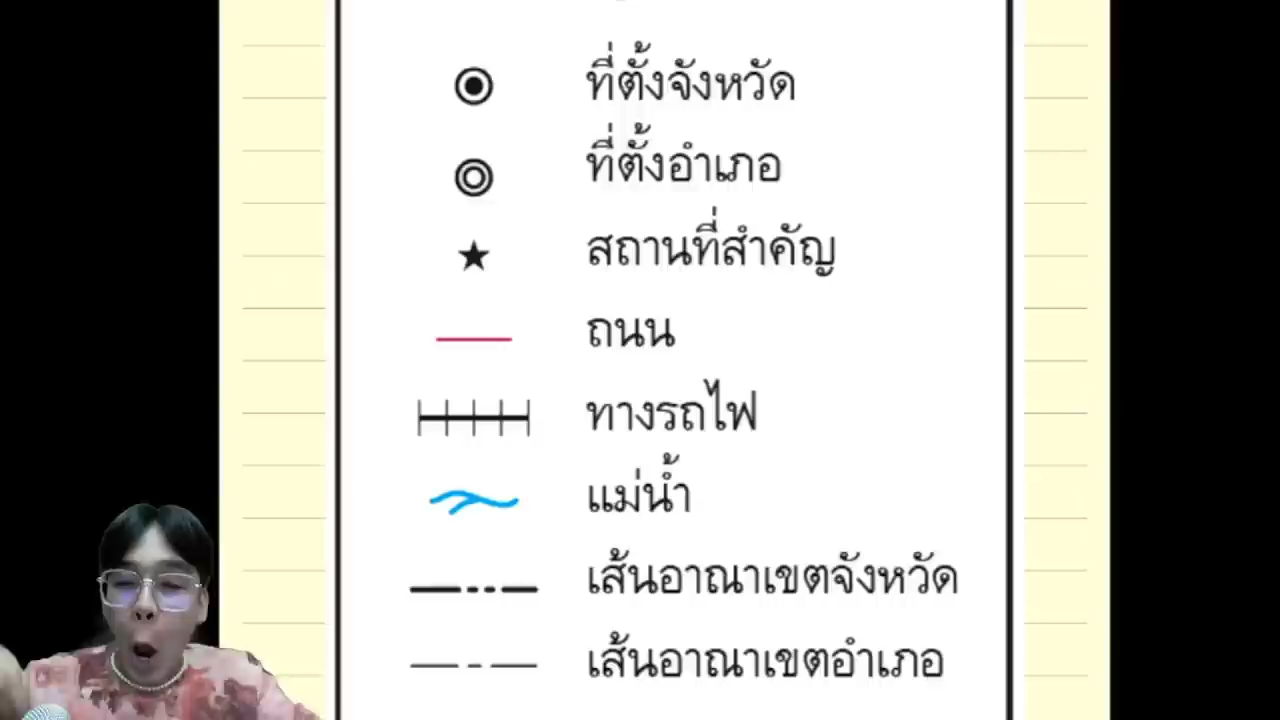 ที่ตั้งจังหวัด
ที่ตั้งอำเภอ
สถานที่สำคัญ
ถนน
ทางรถไฟ
แม่น้ำ
เส้นอาณาเขตจังหวัด
เส้นอาณาเขตอำเภอ